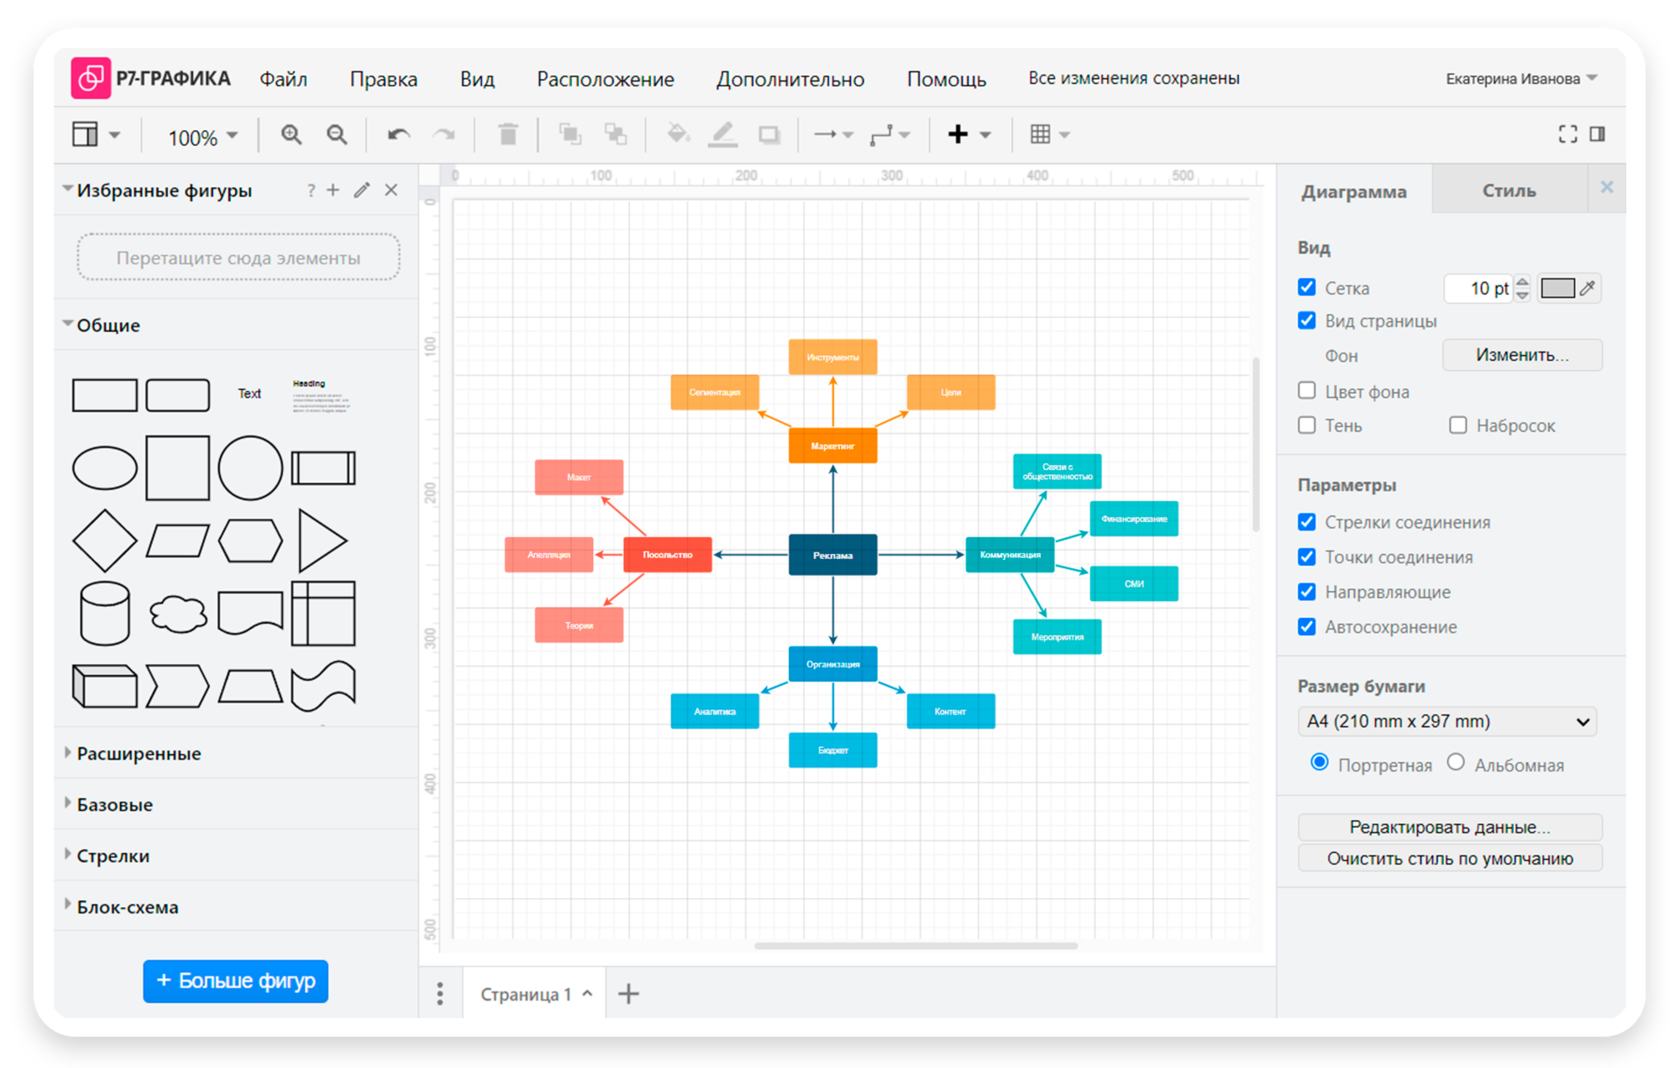 Р7-ГРАФИКА Файл Правка Вид Расположение Дополнительно Помощь Все изменения сохранены Екатерина Иванова
100%
Избранные фигуры ? +
Перетащите сюда элементы
Общие
Text
Heading
Расширенные
Базовые
Стрелки
Блок-схема
+ Больше фигур
0 100 200 300 400 500
0
100
200
300
400
500
Инструменты
Сегментация
Цели
Маркетинг
Макет
Апелляция
Посольство
Теории
Реклама
Связи с
общественностью
Финансирование
Коммуникация
СМИ
Мероприятия
Организация
Аналитика
Контент
Бюджет
Страница 1
Диаграмма Стиль
Вид
Сетка 10 pt
Вид страницы
Фон Изменить...
Цвет фона
Тень Набросок
Параметры
Стрелки соединения
Точки соединения
Направляющие
Автосохранение
Размер бумаги
A4 (210 mm x 297 mm)
Портретная Альбомная
Редактировать данные...
Очистить стиль по умолчанию